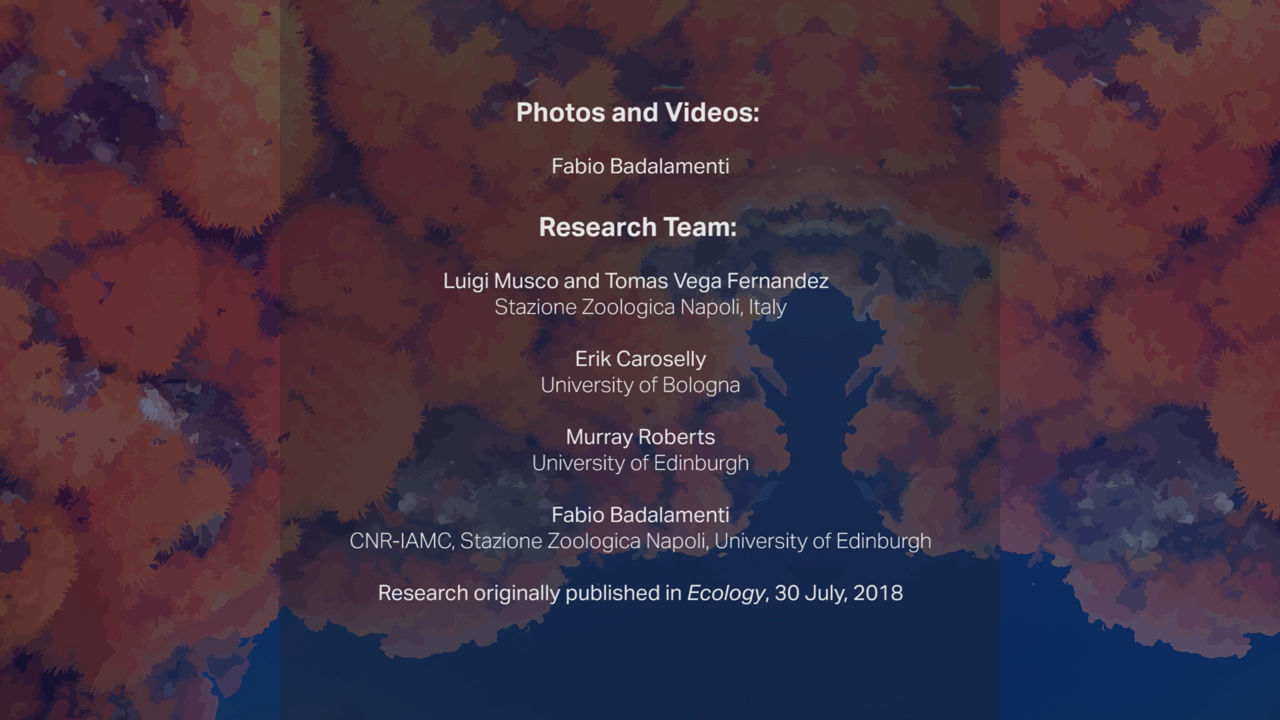 Photos and Videos:
Fabio Badalamenti
Research Team:
Luigi Musco and Tomas Vega Fernandez
Stazione Zoologica Napoli, Italy
Erik Caroselly
University of Bologna
Murray Roberts
University of Edinburgh
Fabio Badalamenti
CNR-IAMC, Stazione Zoologica Napoli, University of Edinburgh
Research originally published in Ecology, 30 July, 2018